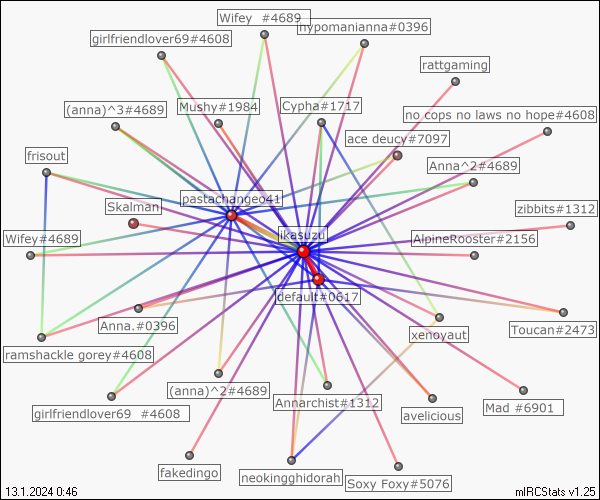 Wifey  #4689
hypomanianna#0396
girlfriendlover69#4608
rattgaming
(anna)^3#4689
Mushy#1984
Cypha#1717
no cops no laws no hope#4608
ace deucy#7097
frisout
Anna^2#4689
pastachangeo41
Skalman
zibbits#1312
ikasuzu
Wifey#4689
AlpineRooster#2156
default#0617
Anna.#0396
Toucan#2473
xenoyaut
ramshackle gorey#4608
(anna)^2#4689
Annarchist#1312
Mad #6901
girlfriendlover69  #4608
avelicious
fakedingo
neokingghidorah
Soxy Foxy#5076
13.1.2024 0:46
mIRCStats v1.25